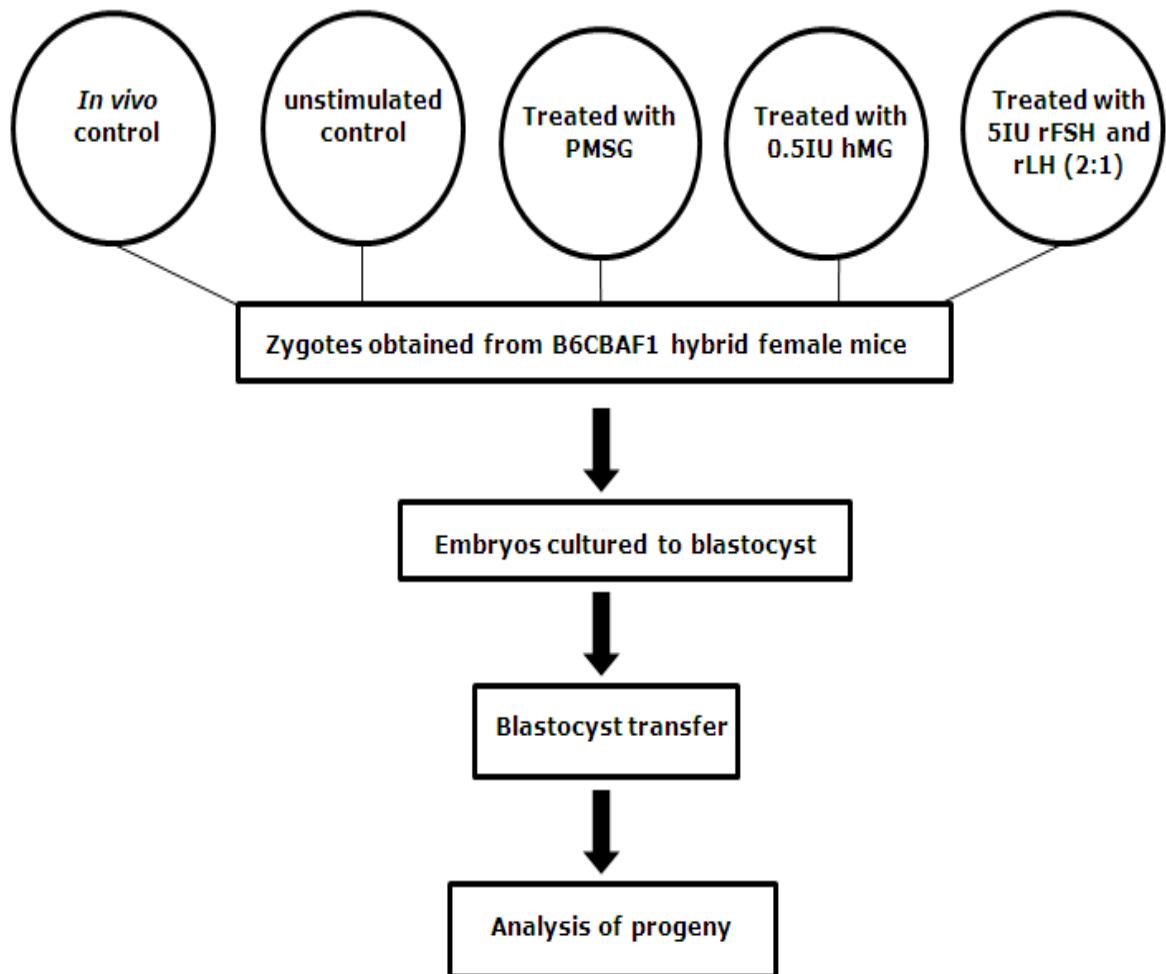 In vivo
control
unstimulated
control
Treated with
PMSG
Treated with
0.5IU hMG
Treated with
5IU rFSH and
rLH (2:1)
Zygotes obtained from B6CBAF1 hybrid female mice
Embryos cultured to blastocyst
Blastocyst transfer
Analysis of progeny